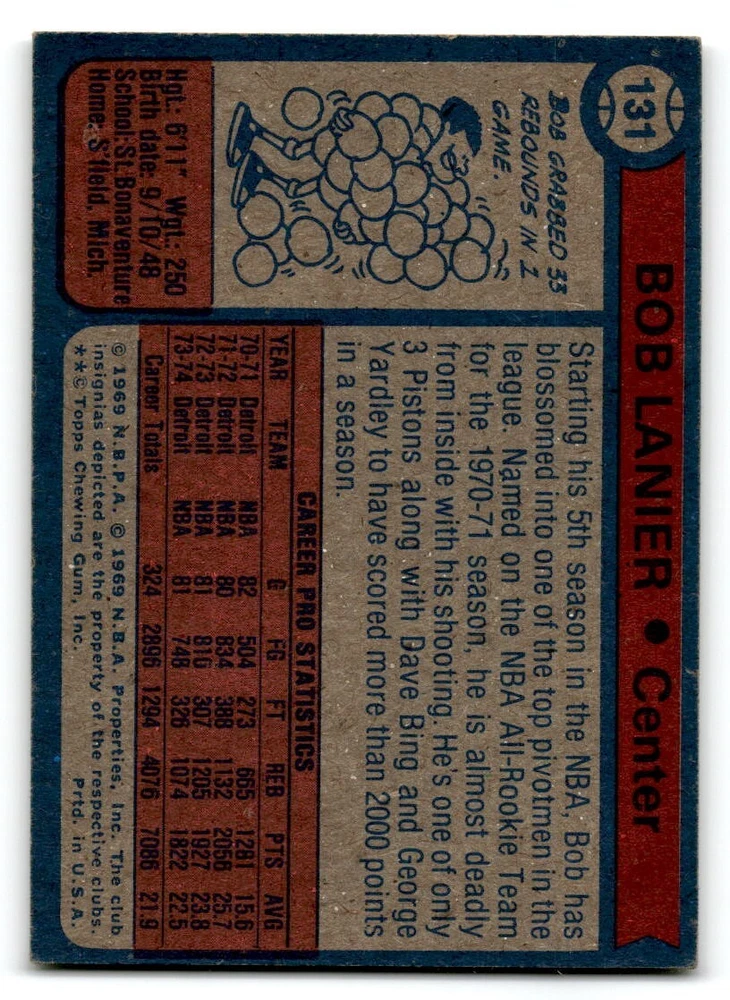 131
BOB LANIER • Center
BOB GRABBED 33
REBOUNDS IN 1
GAME.
Hgt.: 6'11" Wgt.: 250
Birth date: 9/10/48
School: St. Bonaventure
Home: S'field, Mich.
Starting his 5th season in the NBA, Bob has
blossomed into one of the top pivotmen in the
league. Named on the NBA All-Rookie Team
for the 1970-71 season, he is almost deadly
from inside with his shooting. He's one of only
3 Pistons along with Dave Bing and George
Yardley to have scored more than 2000 points
in a season.
CAREER PRO STATISTICS
YEAR TEAM G FG FT REB PTS AVG
70-71 Detroit NBA 82 504 273 665 1281 15.6
71-72 Detroit NBA 80 834 388 1132 2056 25.7
72-73 Detroit NBA 81 810 307 1205 1927 23.8
73-74 Detroit NBA 81 748 326 1074 1822 22.5
Career Totals 324 2896 1294 4076 7086 21.9
© 1969 N.B.P.A. © 1969 N.B.A. Properties, Inc. The club
insignias depicted are the property of the respective clubs.
**© Topps Chewing Gum, Inc. Prtd. in U.S.A.